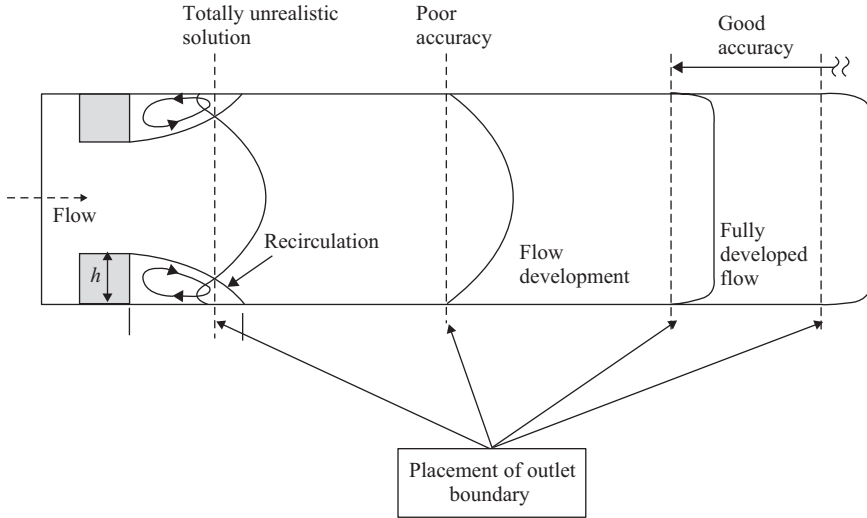 Totally unrealistic
solution
Poor
accuracy
Good
accuracy
Flow
h
Recirculation
Flow
development
Fully
developed
flow
Placement of outlet
boundary